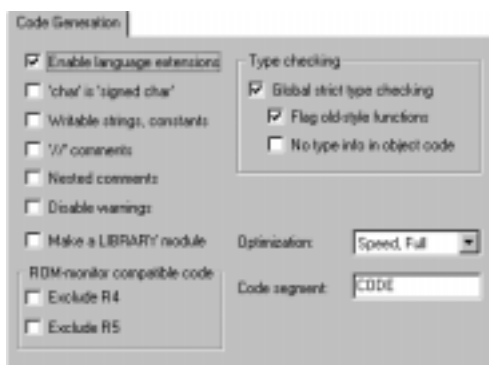 Code Generation
Enable language extensions
'char' is 'signed char'
Writable strings, constants
'//' comments
Nested comments
Disable warnings
Make a LIBRARY module
ROM-monitor compatible code
Exclude R4
Exclude R5
Type checking
Global strict type checking
Flag old-style functions
No type info in object code
Optimization:
Speed, Full
Code segment:
CODE